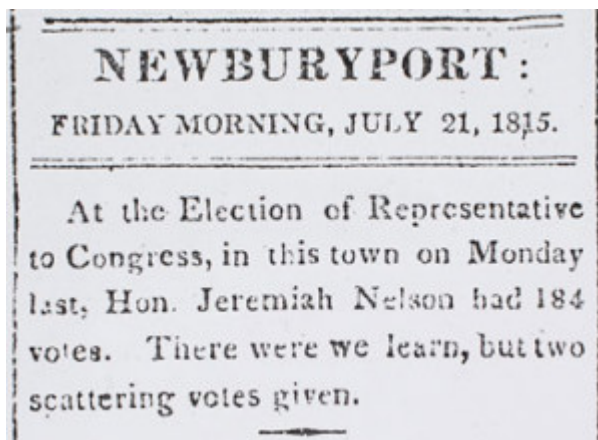 NEWBURYPORT:
FRIDAY MORNING, JULY 21, 1815.
At the Election of Representative
to Congress, in this town on Monday
last, Hon. Jeremiah Nelson had 184
votes. There were we learn, but two
scattering votes given.